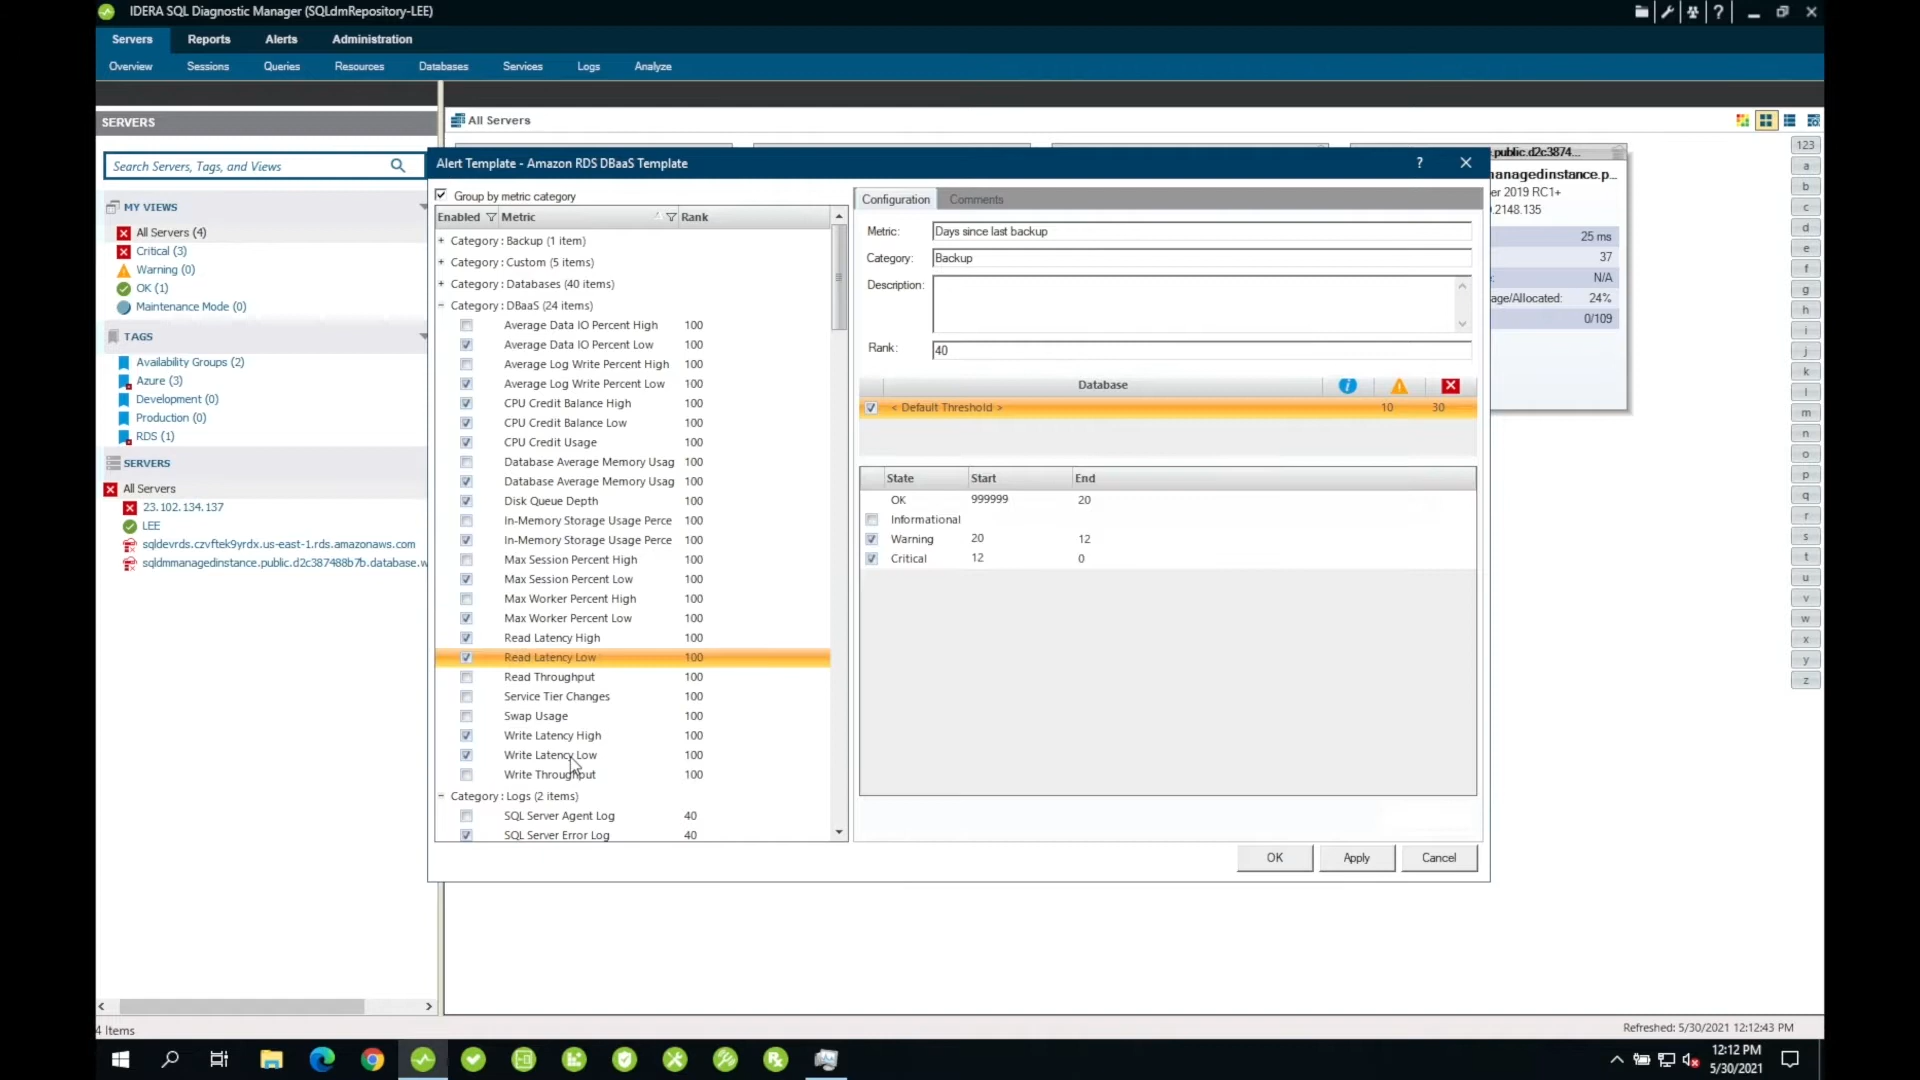 IDERA SQL Diagnostic Manager (SQLdmRepository-LEE)
Servers Reports Alerts Administration
Overview Sessions Queries Resources Databases Services Logs Analyze
SERVERS
Search Servers, Tags, and Views
MY VIEWS
All Servers (4)
Critical (3)
Warning (0)
OK (1)
Maintenance Mode (0)
TAGS
Availability Groups (2)
Azure (3)
Development (0)
Production (0)
RDS (1)
SERVERS
All Servers
23.102.134.137
LEE
sqldevrds.czvftek9yrdx.us-east-1.rds.amazonaws.com
sqldmmanagedinstance.public.d2c387488b7b.database.w
4 Items
All Servers
Alert Template - Amazon RDS DBaaS Template
Group by metric category
Enabled Metric Rank
Category : Backup (1 item)
Category : Custom (5 items)
Category : Databases (40 items)
Category : DBaaS (24 items)
Average Data IO Percent High 100
Average Data IO Percent Low 100
Average Log Write Percent High 100
Average Log Write Percent Low 100
CPU Credit Balance High 100
CPU Credit Balance Low 100
CPU Credit Usage 100
Database Average Memory Usag 100
Database Average Memory Usag 100
Disk Queue Depth 100
In-Memory Storage Usage Perce 100
In-Memory Storage Usage Perce 100
Max Session Percent High 100
Max Session Percent Low 100
Max Worker Percent High 100
Max Worker Percent Low 100
Read Latency High 100
Read Latency Low 100
Read Throughput 100
Service Tier Changes 100
Swap Usage 100
Write Latency High 100
Write Latency Low 100
Write Throughput 100
Category : Logs (2 items)
SQL Server Agent Log 40
SQL Server Error Log 40
Configuration Comments
Metric: Days since last backup
Category: Backup
Description:
Rank: 40
Database
< Default Threshold > 10 30
State Start End
OK 999999 20
Informational
Warning 20 12
Critical 12 0
OK Apply Cancel
.public.d2c3874...
nanagedinstance.p...
er 2019 RC1+
.2148.135
25 ms
37
N/A
age/Allocated: 24%
0/109
123
a
b
c
d
e
f
g
h
i
j
k
l
m
n
o
p
q
r
s
t
u
v
w
x
y
z
Refreshed: 5/30/2021 12:12:43 PM
12:12 PM
5/30/2021